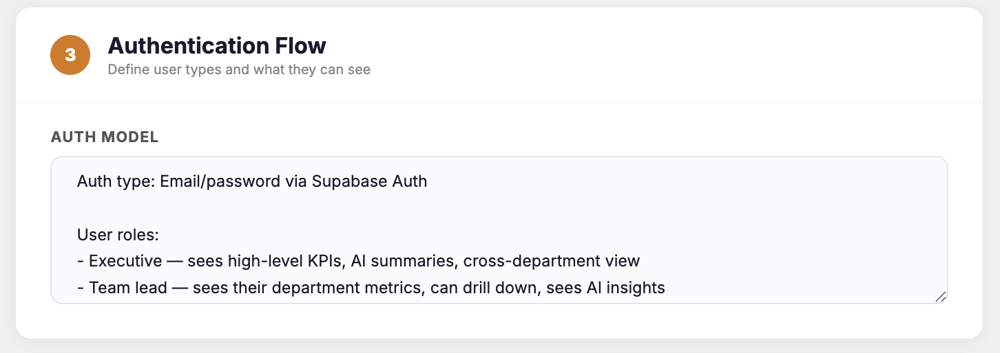 3
Authentication Flow
Define user types and what they can see
AUTH MODEL
Auth type: Email/password via Supabase Auth
User roles:
- Executive — sees high-level KPIs, AI summaries, cross-department view
- Team lead — sees their department metrics, can drill down, sees AI insights